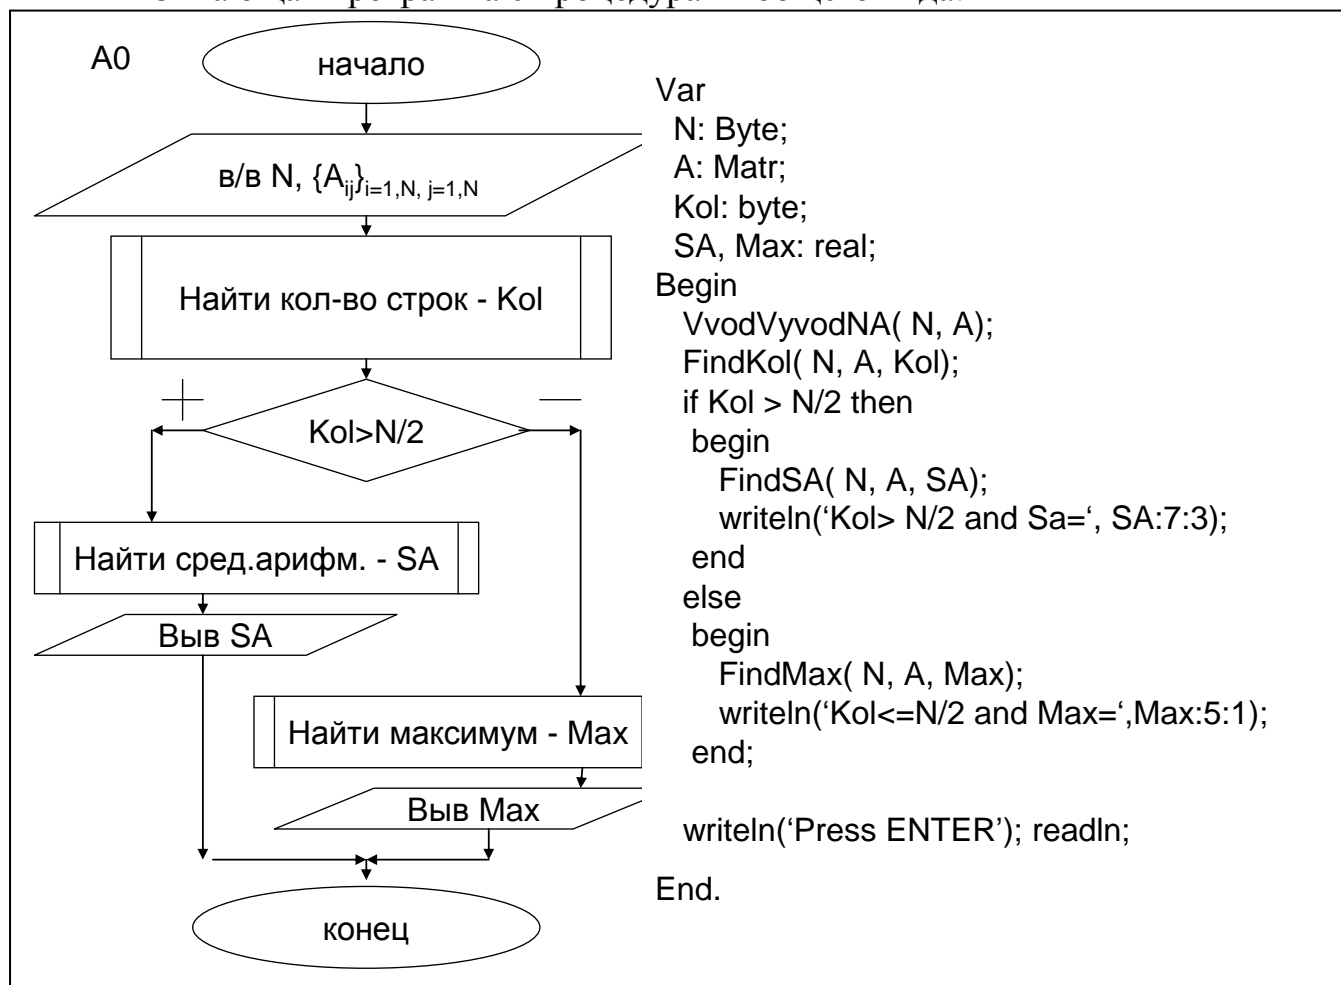 A0
начало
в/в N, {A_ij}_i=1,N, j=1,N
Найти кол-во строк - Kol
Kol>N/2
Найти сред.арифм. - SA
Выв SA
Найти максимум - Max
Выв Max
конец
Var
N: Byte;
A: Matr;
Kol: byte;
SA, Max: real;
Begin
VvodVyvodNA( N, A);
FindKol( N, A, Kol);
if Kol > N/2 then
begin
FindSA( N, A, SA);
writeln(‘Kol> N/2 and Sa=‘, SA:7:3);
end
else
begin
FindMax( N, A, Max);
writeln(‘Kol<=N/2 and Max=‘,Max:5:1);
end;
writeln(‘Press ENTER’); readln;
End.